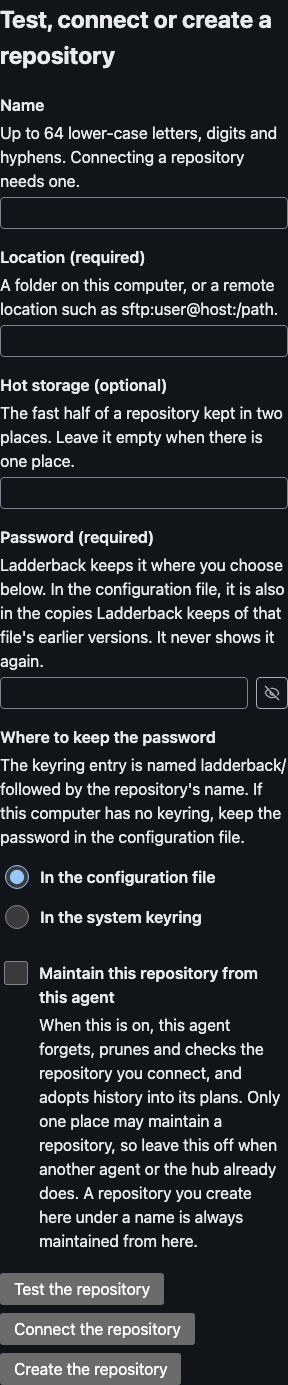 Test, connect or create a
repository
Name
Up to 64 lower-case letters, digits and
hyphens. Connecting a repository
needs one.
Location (required)
A folder on this computer, or a remote
location such as sftp:user@host:/path.
Hot storage (optional)
The fast half of a repository kept in two
places. Leave it empty when there is
one place.
Password (required)
Ladderback keeps it where you choose
below. In the configuration file, it is also
in the copies Ladderback keeps of that
file's earlier versions. It never shows it
again.
Where to keep the password
The keyring entry is named ladderback/
followed by the repository's name. If
this computer has no keyring, keep the
password in the configuration file.
In the configuration file
In the system keyring
Maintain this repository from
this agent
When this is on, this agent
forgets, prunes and checks the
repository you connect, and
adopts history into its plans. Only
one place may maintain a
repository, so leave this off when
another agent or the hub already
does. A repository you create
here under a name is always
maintained from here.
Test the repository
Connect the repository
Create the repository